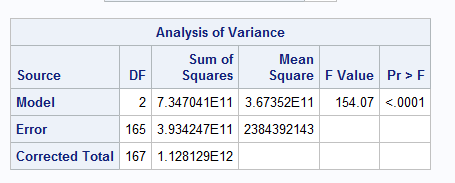 Analysis of Variance
Source DF Sum of Squares Mean Square F Value Pr > F
Model 2 7.347041E11 3.67352E11 154.07 <.0001
Error 165 3.934247E11 2384392143
Corrected Total 167 1.128129E12